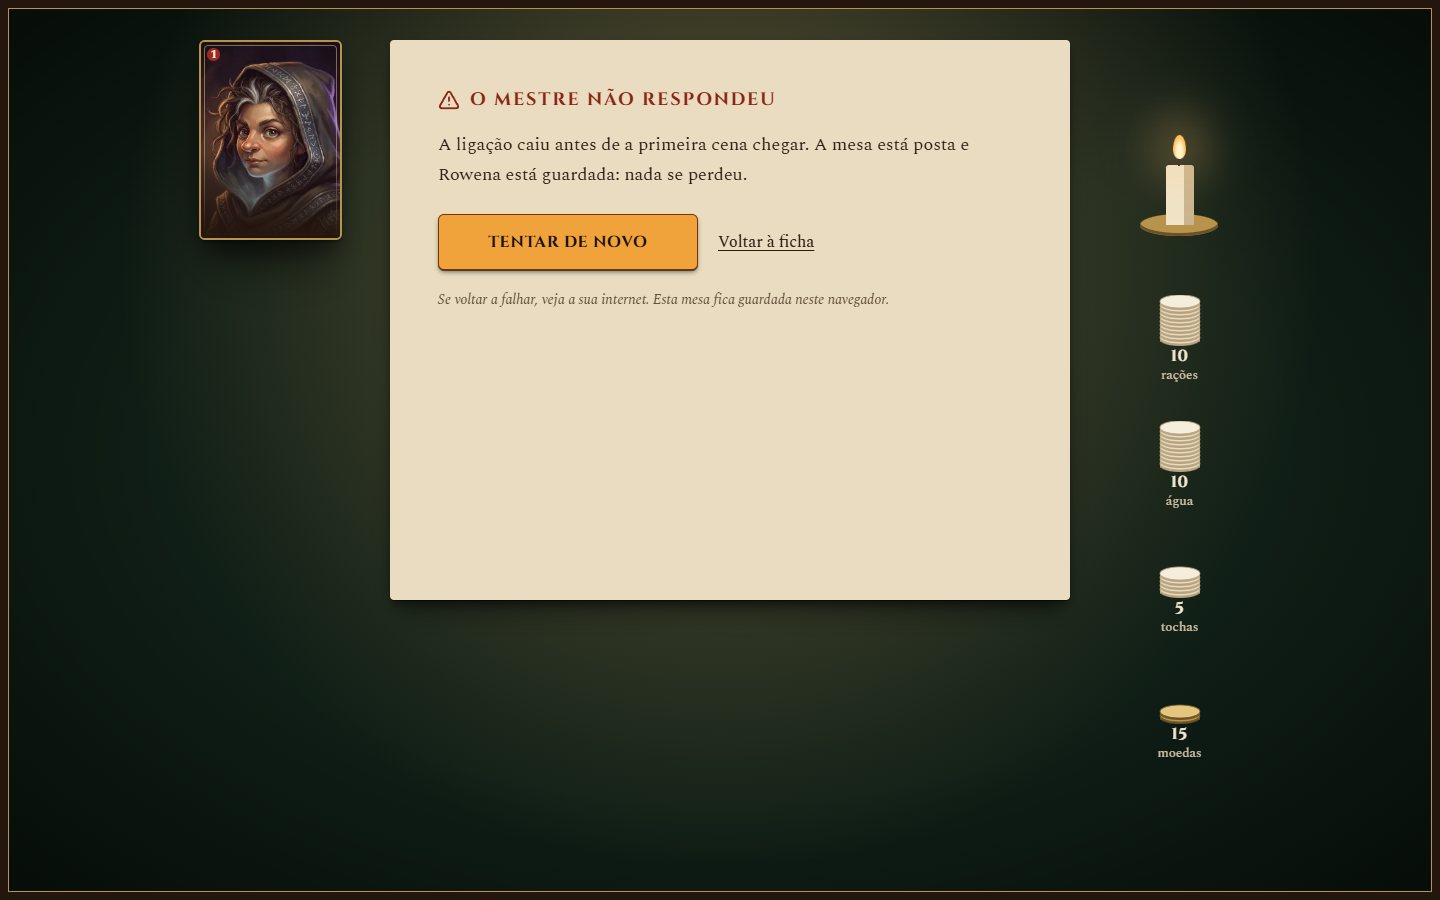 1
O MESTRE NÃO RESPONDEU
A ligação caiu antes de a primeira cena chegar. A mesa está posta e
Rowena está guardada: nada se perdeu.
TENTAR DE NOVO
Voltar à ficha
Se voltar a falhar, veja a sua internet. Esta mesa fica guardada neste navegador.
10
rações
10
água
5
tochas
15
moedas